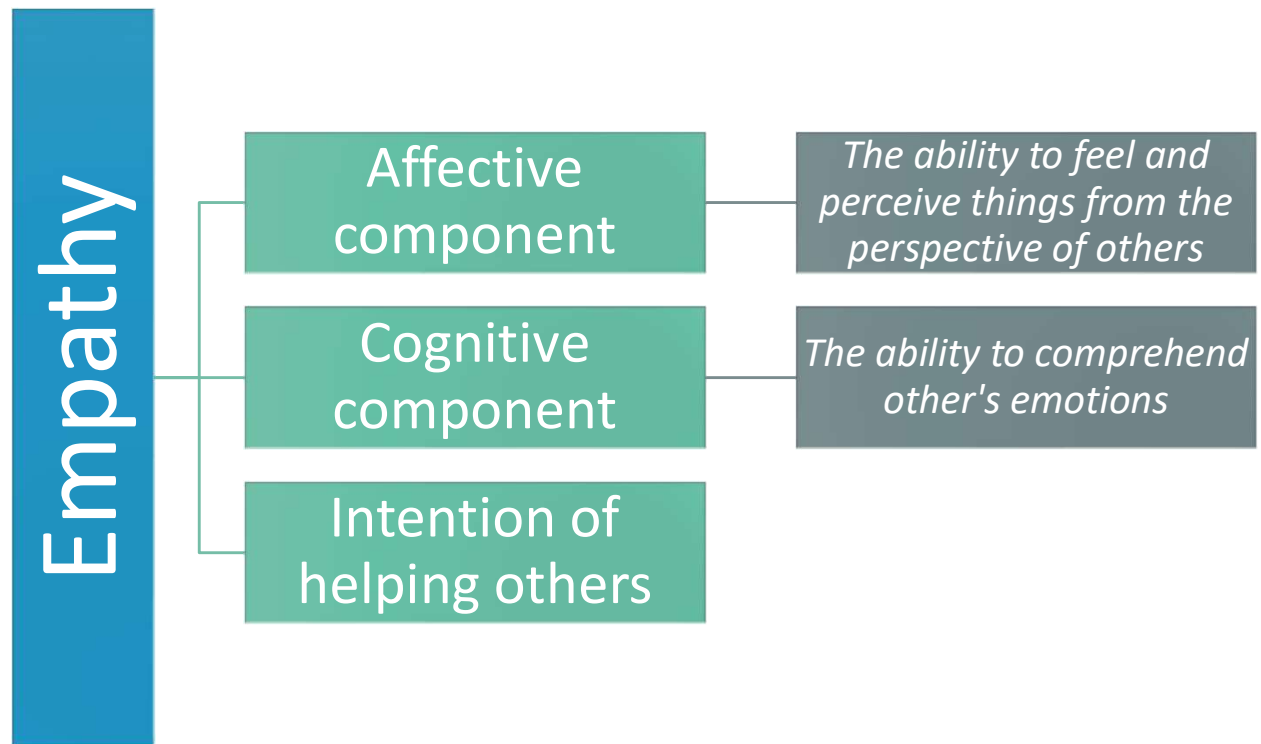 Empathy
Affective
component
The ability to feel and
perceive things from the
perspective of others
Cognitive
component
The ability to comprehend
other's emotions
Intention of
helping others